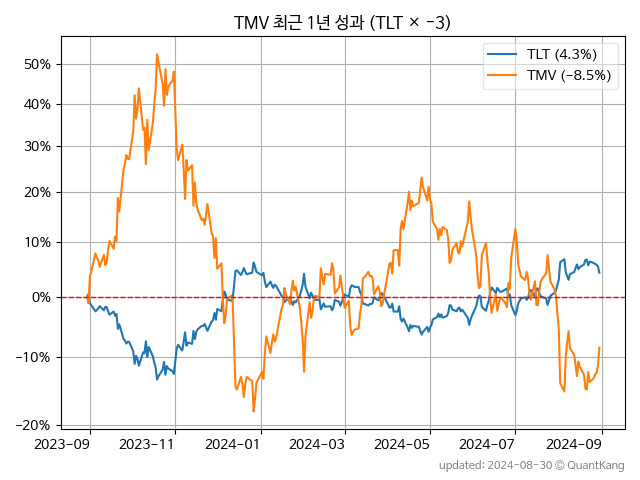 TMV 최근 1년 성과 (TLT × −3)
TLT (4.3%)
TMV (−8.5%)
50%
40%
30%
20%
10%
0%
−10%
−20%
2023-09 2023-11 2024-01 2024-03 2024-05 2024-07 2024-09
updated: 2024-08-30 © QuantKang